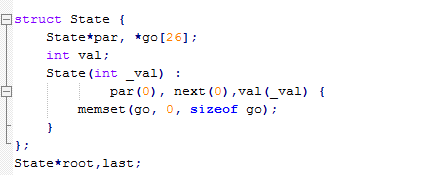 struct State {
State*par, *go[26];
int val;
State(int _val) :
par(0), next(0),val(_val) {
memset(go, 0, sizeof go);
}
};
State*root,last;